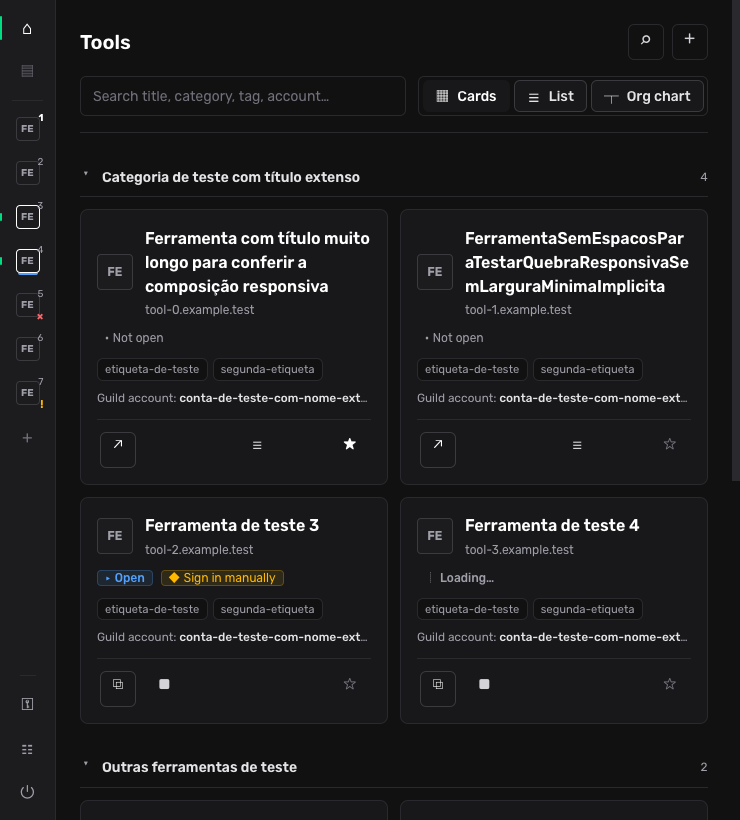 Tools
Search title, category, tag, account…
Cards
List
Org chart
FE 1
FE 2
FE 3
FE 4
FE 5
FE 6
FE 7 !
Categoria de teste com título extenso 4
FE
Ferramenta com título muito
longo para conferir a
composição responsiva
tool-0.example.test
• Not open
etiqueta-de-teste segunda-etiqueta
Guild account: conta-de-teste-com-nome-ext…
FE
FerramentaSemEspacosPar
aTestarQuebraResponsivaSe
mLarguraMinimaImplicita
tool-1.example.test
• Not open
etiqueta-de-teste segunda-etiqueta
Guild account: conta-de-teste-com-nome-ext…
FE
Ferramenta de teste 3
tool-2.example.test
Open Sign in manually
etiqueta-de-teste segunda-etiqueta
Guild account: conta-de-teste-com-nome-ext…
FE
Ferramenta de teste 4
tool-3.example.test
Loading…
etiqueta-de-teste segunda-etiqueta
Guild account: conta-de-teste-com-nome-ext…
Outras ferramentas de teste 2